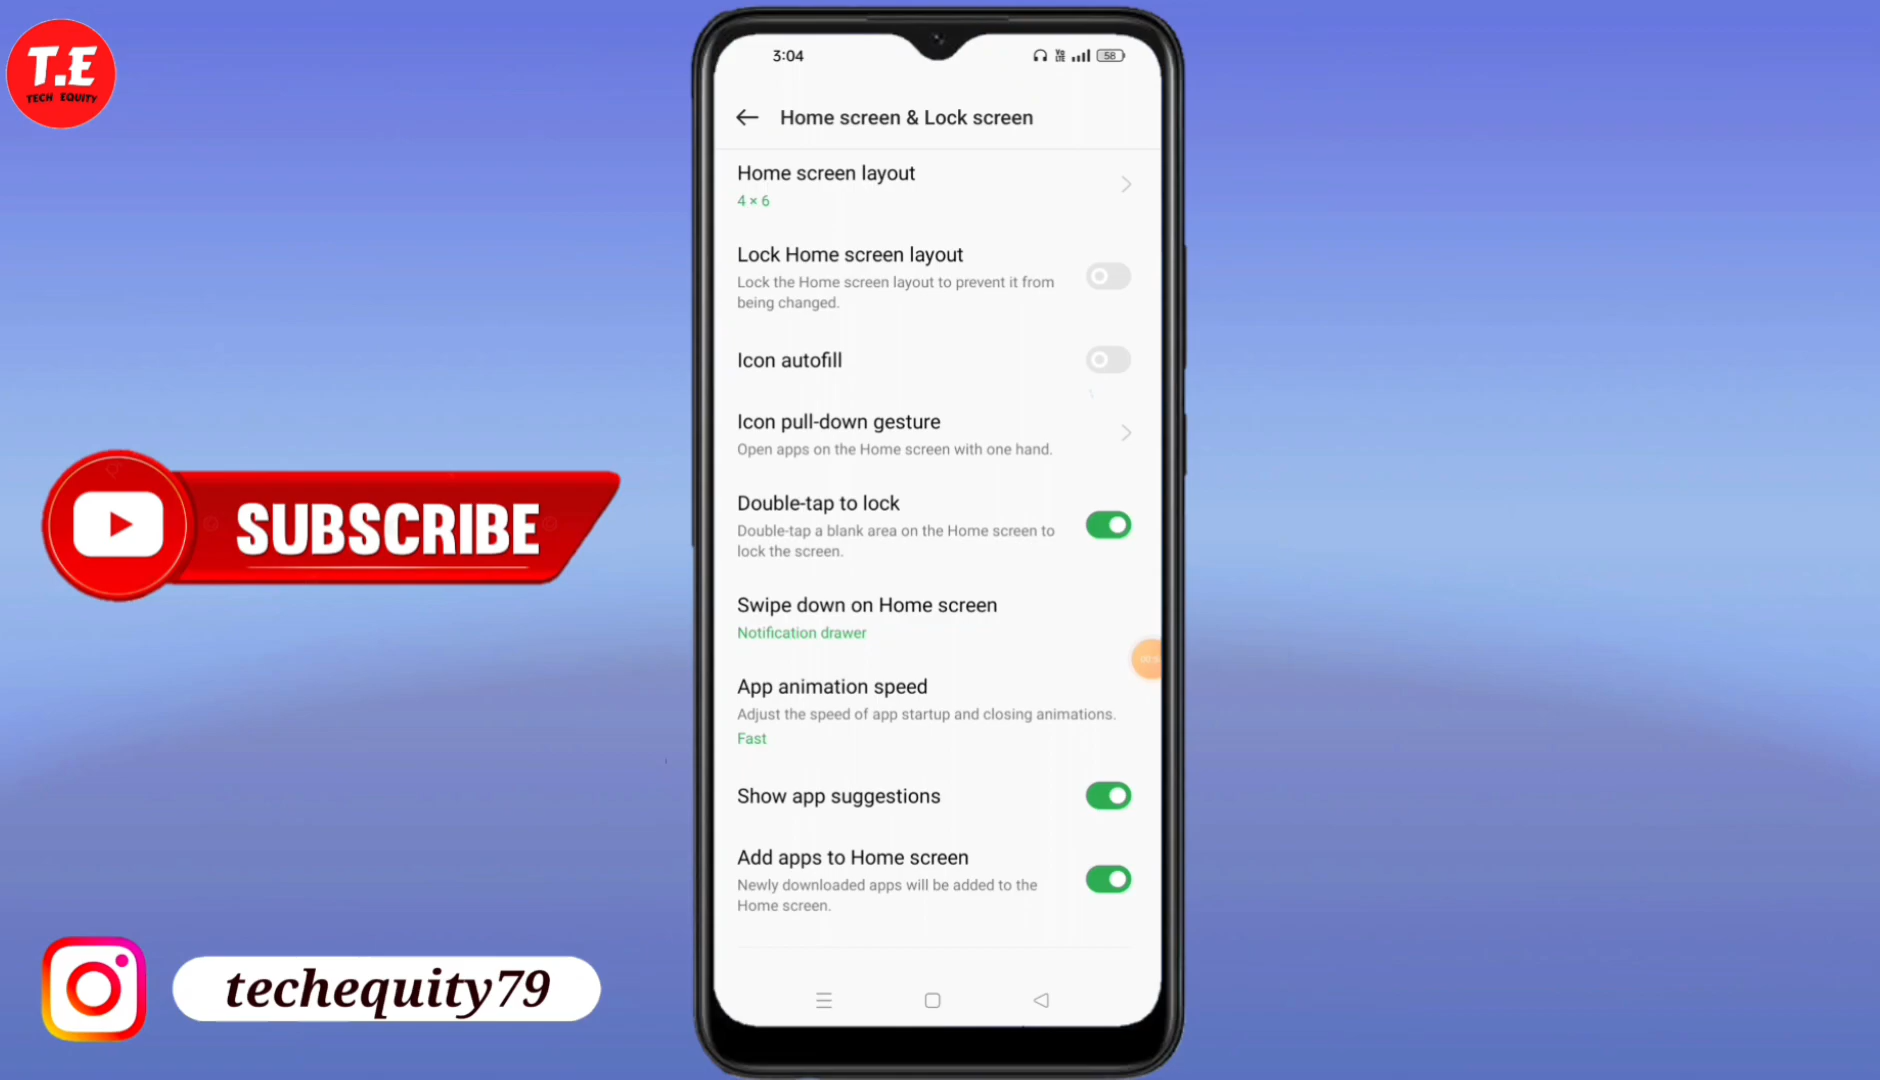 T.E
TECH EQUITY
3:04
58
Home screen & Lock screen
Home screen layout
4 × 6
Lock Home screen layout
Lock the Home screen layout to prevent it from
being changed.
Icon autofill
Icon pull-down gesture
Open apps on the Home screen with one hand.
Double-tap to lock
Double-tap a blank area on the Home screen to
lock the screen.
Swipe down on Home screen
Notification drawer
App animation speed
Adjust the speed of app startup and closing animations.
Fast
Show app suggestions
Add apps to Home screen
Newly downloaded apps will be added to the
Home screen.
SUBSCRIBE
techequity79